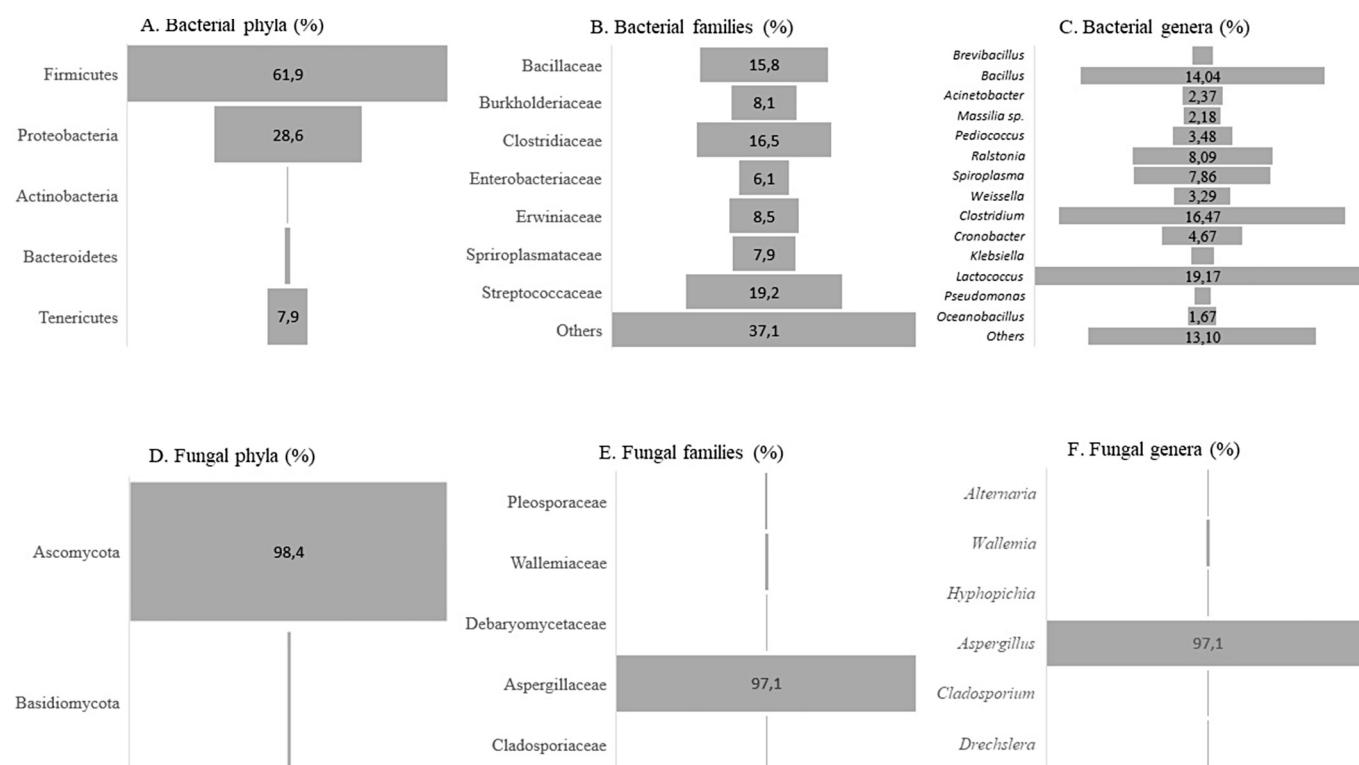 A. Bacterial phyla (%)
Firmicutes 61,9
Proteobacteria 28,6
Actinobacteria
Bacteroidetes
Tenericutes 7,9
B. Bacterial families (%)
Bacillaceae 15,8
Burkholderiaceae 8,1
Clostridiaceae 16,5
Enterobacteriaceae 6,1
Erwiniaceae 8,5
Spriroplasmataceae 7,9
Streptococcaceae 19,2
Others 37,1
C. Bacterial genera (%)
Brevibacillus
Bacillus 14,04
Acinetobacter 2,37
Massilia sp. 2,18
Pediococcus 3,48
Ralstonia 8,09
Spiroplasma 7,86
Weissella 3,29
Clostridium 16,47
Cronobacter 4,67
Klebsiella
Lactococcus 19,17
Pseudomonas
Oceanobacillus 1,67
Others 13,10
D. Fungal phyla (%)
Ascomycota 98,4
Basidiomycota
E. Fungal families (%)
Pleosporaceae
Wallemiaceae
Debaryomycetaceae
Aspergillaceae 97,1
Cladosporiaceae
F. Fungal genera (%)
Alternaria
Wallemia
Hyphopichia
Aspergillus 97,1
Cladosporium
Drechslera